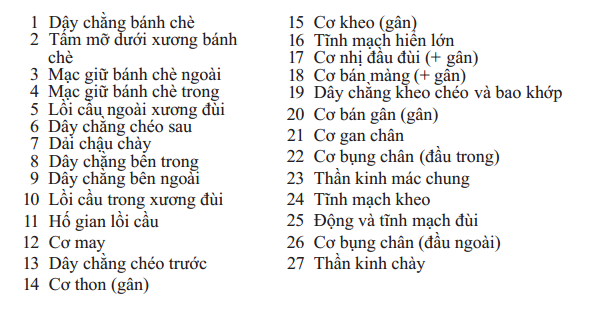 1 Dây chằng bánh chè
2 Tấm mỡ dưới xương bánh
chè
3 Mạc giữ bánh chè ngoài
4 Mạc giữ bánh chè trong
5 Lồi cầu ngoài xương đùi
6 Dây chằng chéo sau
7 Dải chậu chày
8 Dây chằng bên trong
9 Dây chằng bên ngoài
10 Lồi cầu trong xương đùi
11 Hố gian lồi cầu
12 Cơ may
13 Dây chằng chéo trước
14 Cơ thon (gân)
15 Cơ kheo (gân)
16 Tĩnh mạch hiển lớn
17 Cơ nhị đầu đùi (+ gân)
18 Cơ bán màng (+ gân)
19 Dây chằng kheo chéo và bao khớp
20 Cơ bán gân (gân)
21 Cơ gan chân
22 Cơ bụng chân (đầu trong)
23 Thần kinh mác chung
24 Tĩnh mạch kheo
25 Động và tĩnh mạch đùi
26 Cơ bụng chân (đầu ngoài)
27 Thần kinh chày